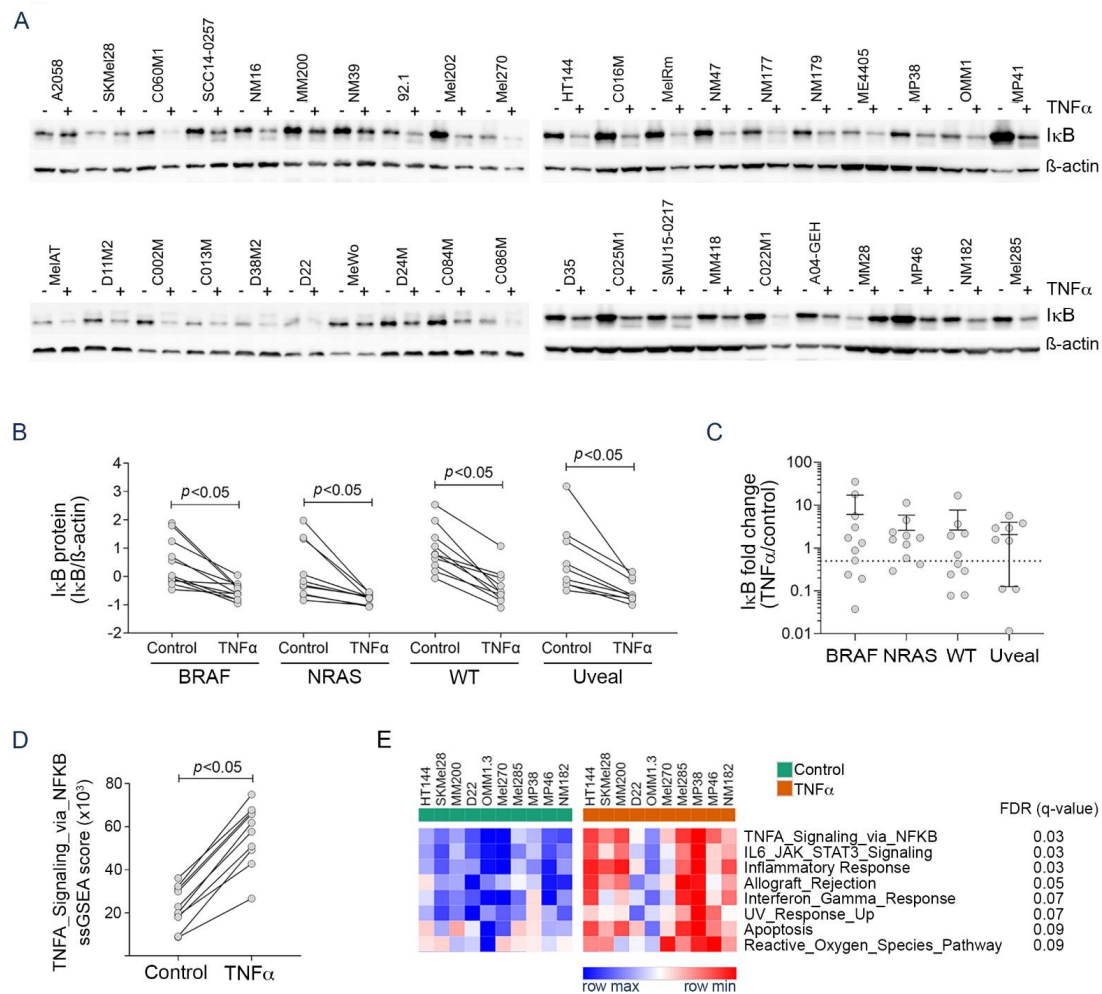 A
A2058 SKMel28 C060M1 SCC14-0257 NM16 MM200 NM39 92.1 Mel202 Mel270
- + - + - + - + - + - + - + - + - + - +
HT144 C016M MelRm NM47 NM177 NM179 ME4405 MP38 OMM1 MP41
- + - + - + - + - + - + - + - + - + - + TNFα
IκB
ß-actin
MelAT D11M2 C002M C013M D38M2 D22 MeWo D24M C084M C086M
- + - + - + - + - + - + - + - + - + - +
D35 C025M1 SMU15-0217 MM418 C022M1 A04-GEH MM28 MP46 NM182 Mel285
- + - + - + - + - + - + - + - + - + - + TNFα
IκB
ß-actin
B
IκB protein
(IκB/ß-actin)
4
3
2
1
0
-1
-2
p<0.05 p<0.05 p<0.05 p<0.05
Control TNFα Control TNFα Control TNFα Control TNFα
BRAF NRAS WT Uveal
C
IκB fold change
(TNFα/control)
100
10
1
0.1
0.01
BRAF NRAS WT Uveal
D
TNFA_Signaling_via_NFKB
ssGSEA score (x10³)
80
60
40
20
p<0.05
Control TNFα
E
HT144 SKMel28 MM200 D22 OMM1.3 Mel270 Mel285 MP38 MP46 NM182
HT144 SKMel28 MM200 D22 OMM1.3 Mel270 Mel285 MP38 MP46 NM182
Control
TNFα
FDR (q-value)
TNFA_Signaling_via_NFKB 0.03
IL6_JAK_STAT3_Signaling 0.03
Inflammatory Response 0.03
Allograft_Rejection 0.05
Interferon_Gamma_Response 0.07
UV_Response_Up 0.07
Apoptosis 0.09
Reactive_Oxygen_Species_Pathway 0.09
row max row min